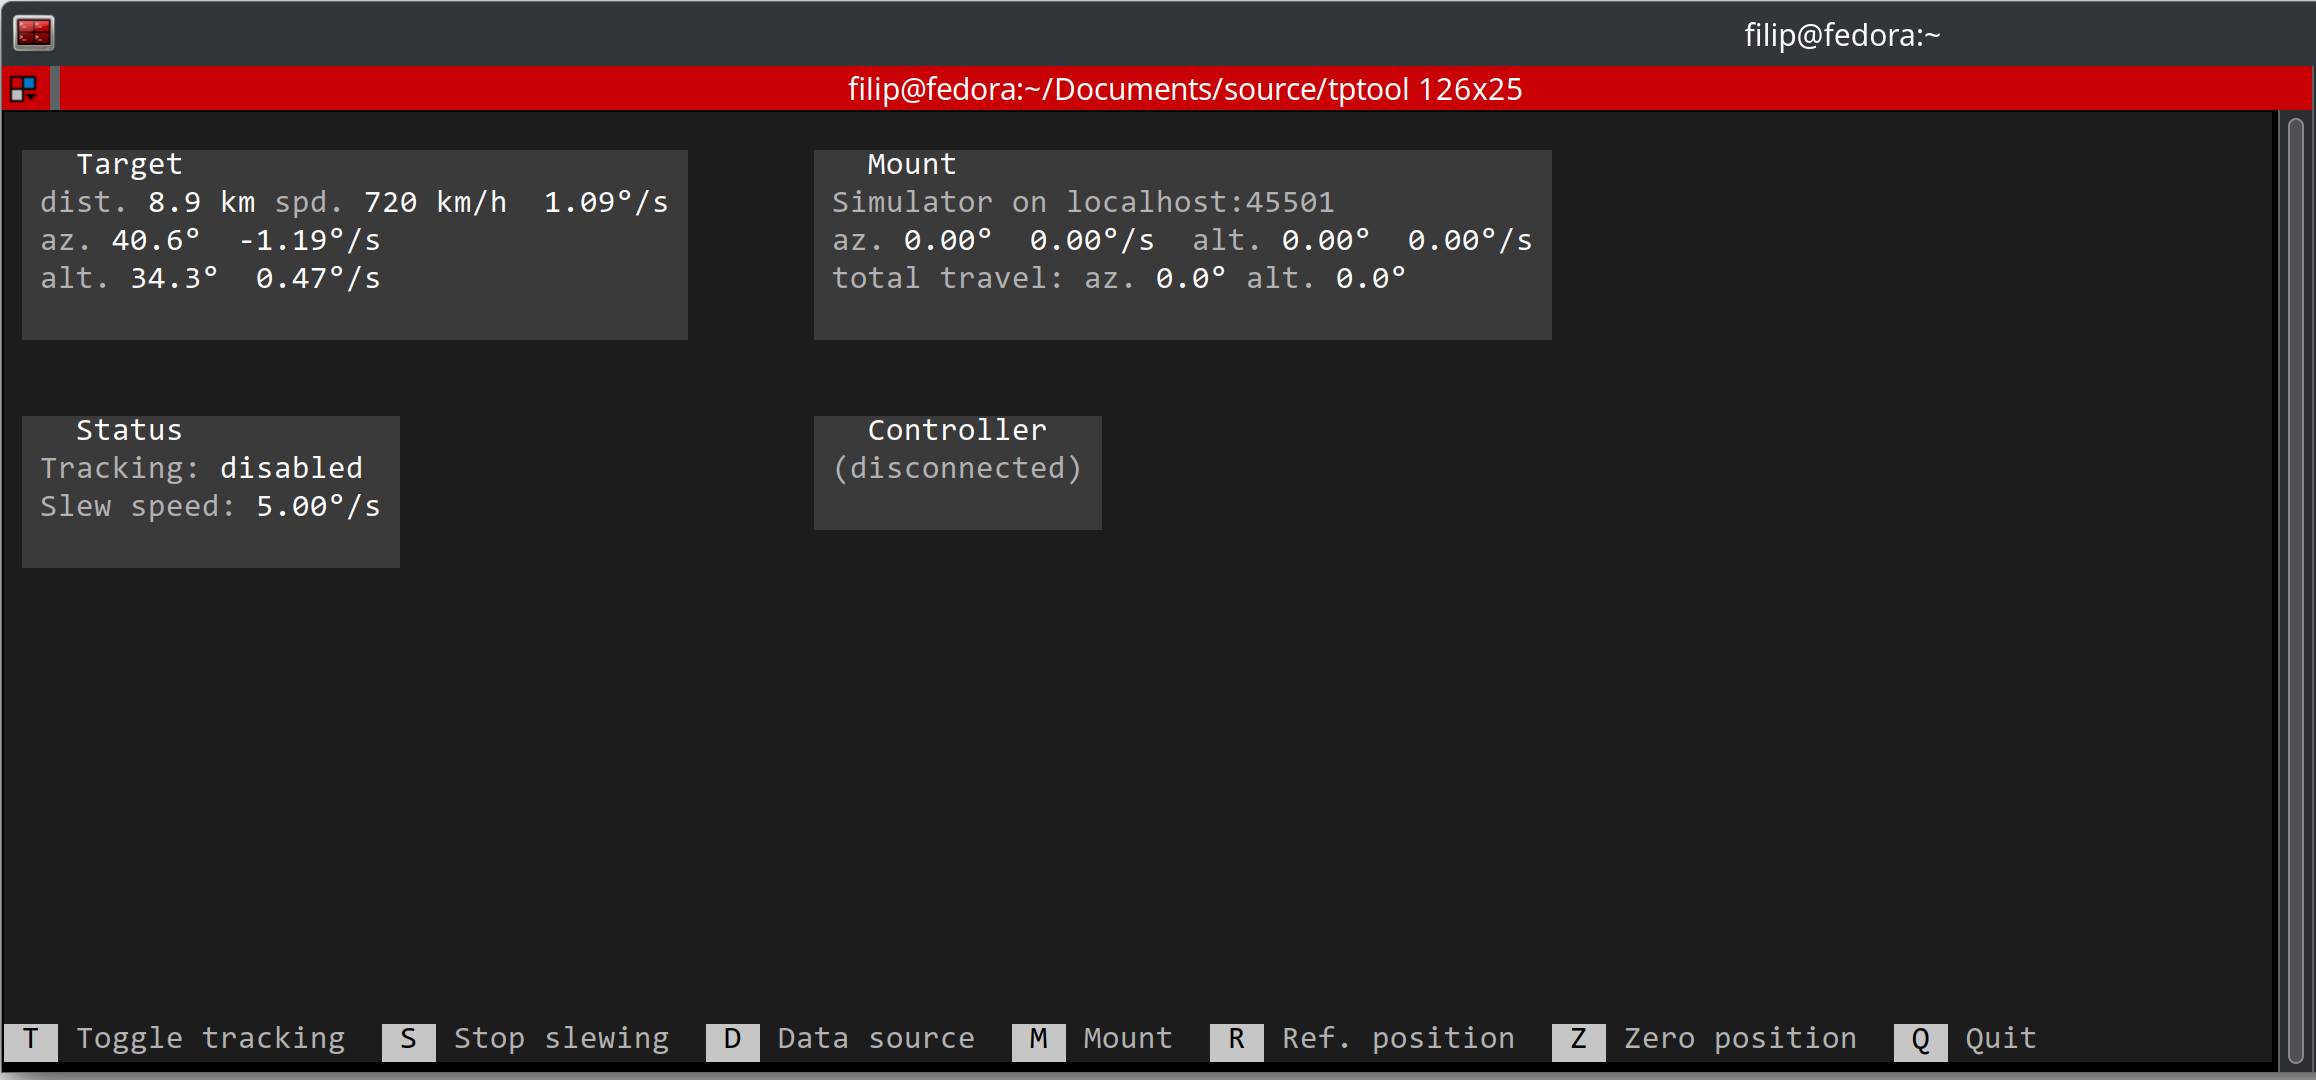 filip@fedora:~
filip@fedora:~/Documents/source/tptool 126x25
Target
dist. 8.9 km spd. 720 km/h  1.09°/s
az. 40.6°  -1.19°/s
alt. 34.3°  0.47°/s
Mount
Simulator on localhost:45501
az. 0.00°  0.00°/s  alt. 0.00°  0.00°/s
total travel: az. 0.0° alt. 0.0°
Status
Tracking: disabled
Slew speed: 5.00°/s
Controller
(disconnected)
T Toggle tracking S Stop slewing D Data source M Mount R Ref. position Z Zero position Q Quit